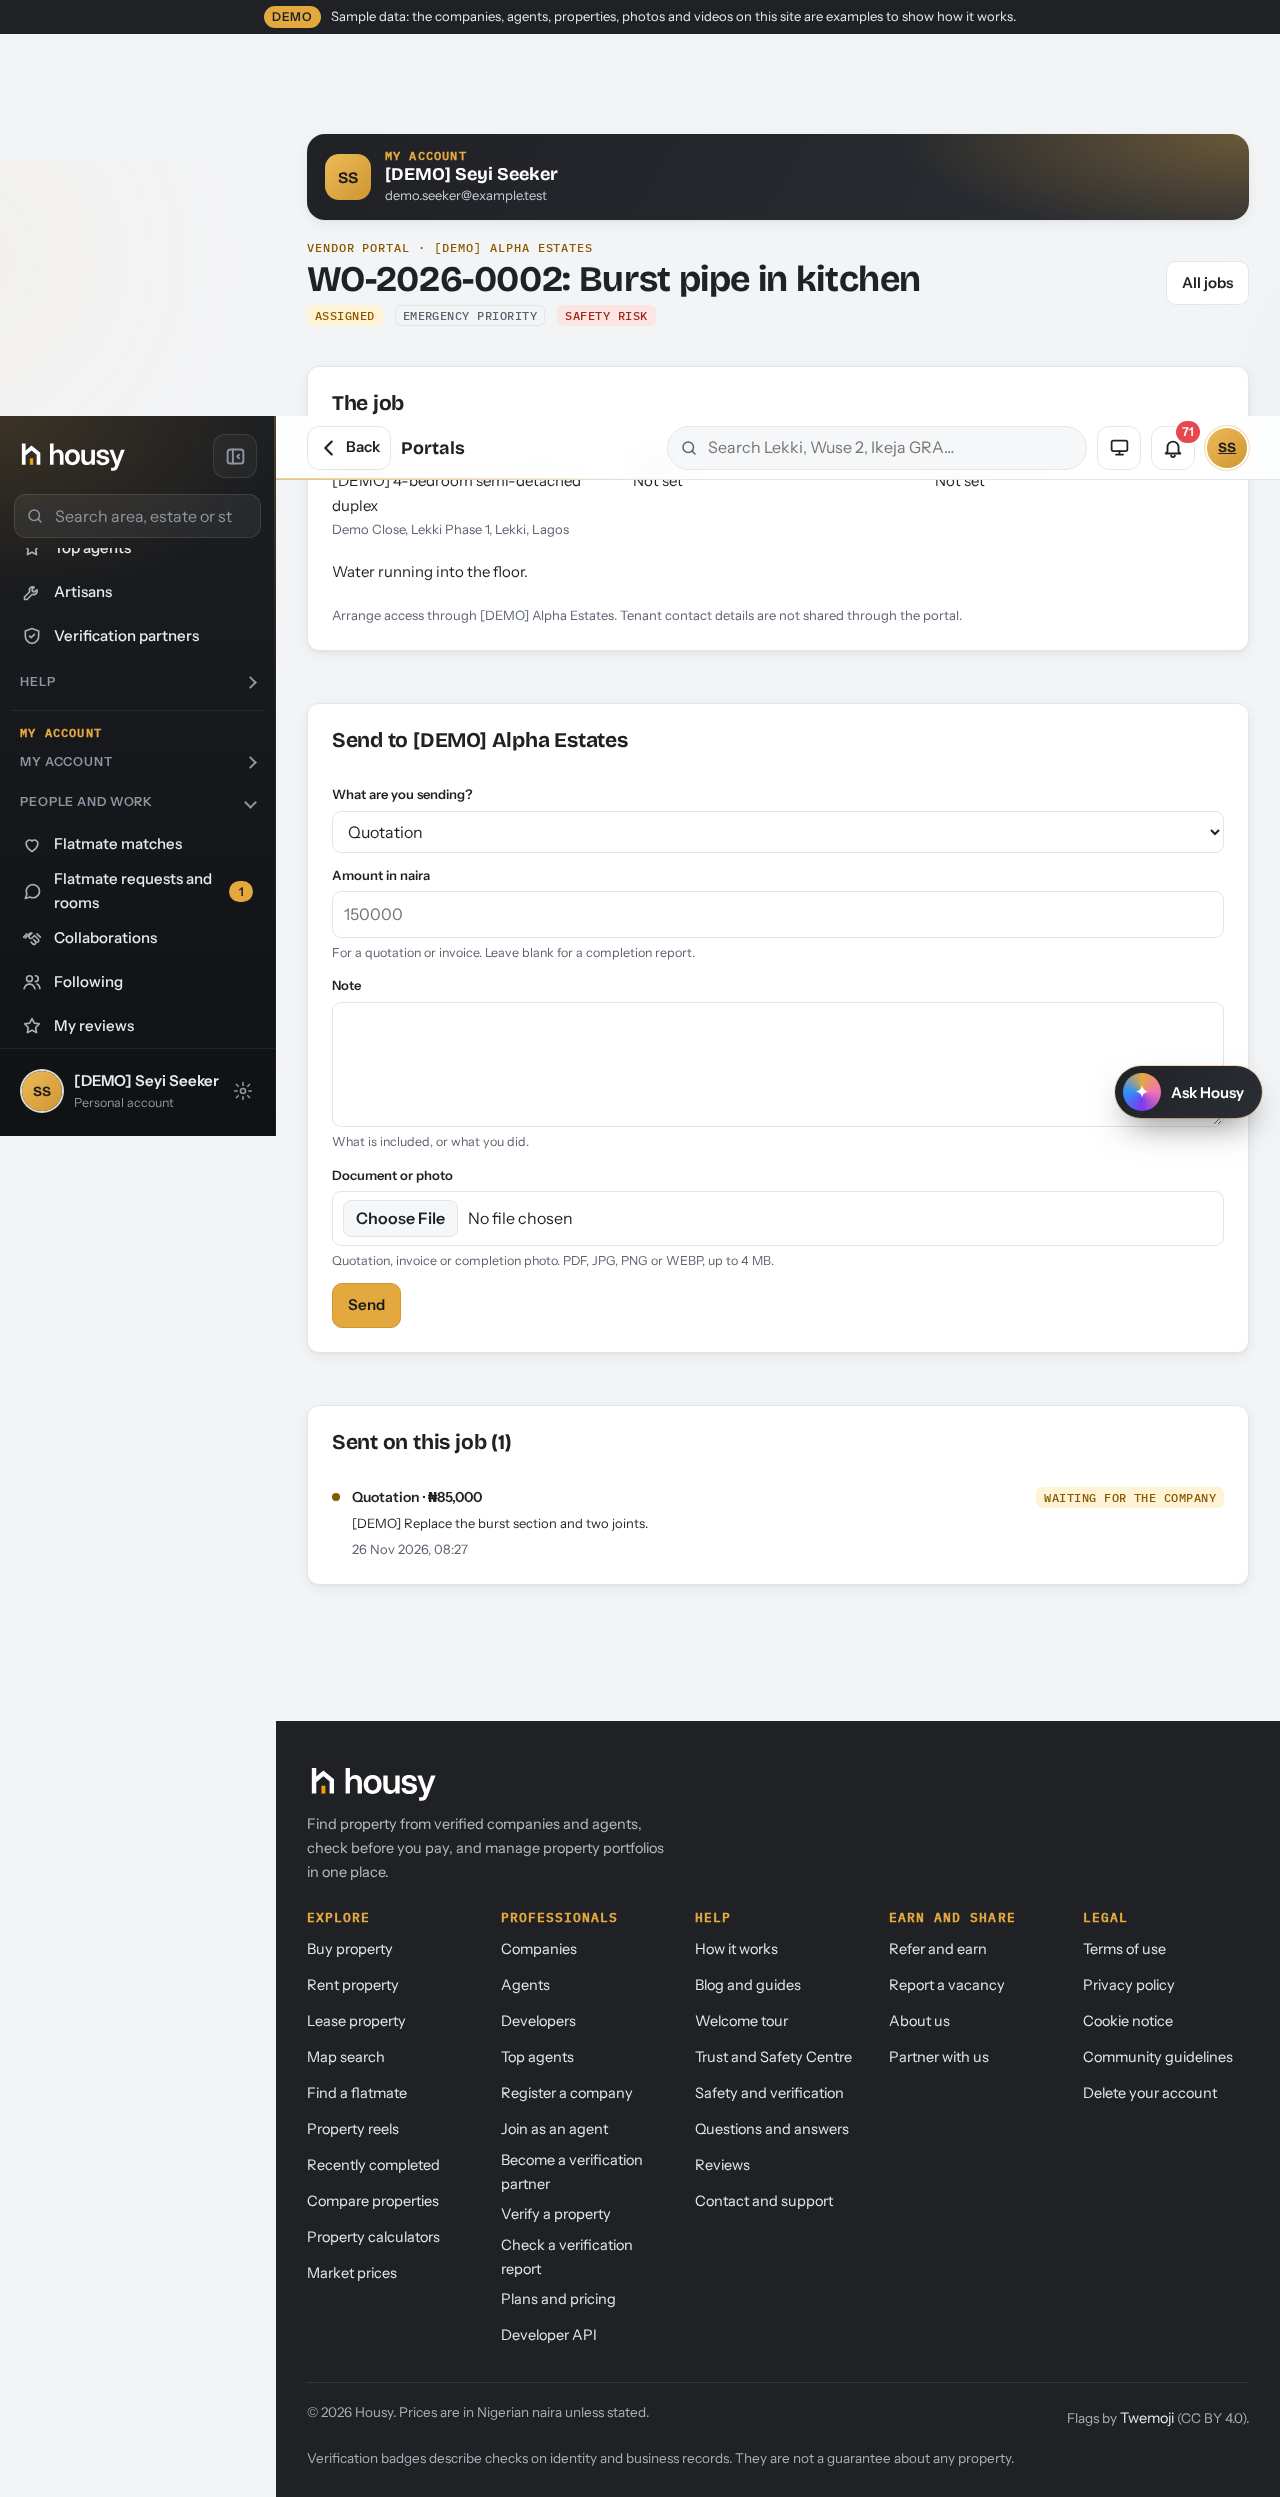 DEMO Sample data: the companies, agents, properties, photos and videos on this site are examples to show how it works.
SS
MY ACCOUNT
[DEMO] Seyi Seeker
demo.seeker@example.test
VENDOR PORTAL · [DEMO] ALPHA ESTATES
WO-2026-0002: Burst pipe in kitchen
All jobs
ASSIGNED EMERGENCY PRIORITY SAFETY RISK
The job
housy
Back
Portals
Search Lekki, Wuse 2, Ikeja GRA...
71
SS
Search area, estate or st
Top agents
Artisans
Verification partners
HELP
MY ACCOUNT
MY ACCOUNT
PEOPLE AND WORK
Flatmate matches
Flatmate requests and
rooms
1
Collaborations
Following
My reviews
SS
[DEMO] Seyi Seeker
Personal account
[DEMO] 4-bedroom semi-detached
duplex
Not set
Not set
Demo Close, Lekki Phase 1, Lekki, Lagos
Water running into the floor.
Arrange access through [DEMO] Alpha Estates. Tenant contact details are not shared through the portal.
Send to [DEMO] Alpha Estates
What are you sending?
Quotation
Amount in naira
150000
For a quotation or invoice. Leave blank for a completion report.
Note
Ask Housy
What is included, or what you did.
Document or photo
Choose File No file chosen
Quotation, invoice or completion photo. PDF, JPG, PNG or WEBP, up to 4 MB.
Send
Sent on this job (1)
Quotation · ₦85,000
WAITING FOR THE COMPANY
[DEMO] Replace the burst section and two joints.
26 Nov 2026, 08:27
housy
Find property from verified companies and agents,
check before you pay, and manage property portfolios
in one place.
EXPLORE
Buy property
Rent property
Lease property
Map search
Find a flatmate
Property reels
Recently completed
Compare properties
Property calculators
Market prices
PROFESSIONALS
Companies
Agents
Developers
Top agents
Register a company
Join as an agent
Become a verification
partner
Verify a property
Check a verification
report
Plans and pricing
Developer API
HELP
How it works
Blog and guides
Welcome tour
Trust and Safety Centre
Safety and verification
Questions and answers
Reviews
Contact and support
EARN AND SHARE
Refer and earn
Report a vacancy
About us
Partner with us
LEGAL
Terms of use
Privacy policy
Cookie notice
Community guidelines
Delete your account
© 2026 Housy. Prices are in Nigerian naira unless stated.
Flags by Twemoji (CC BY 4.0).
Verification badges describe checks on identity and business records. They are not a guarantee about any property.